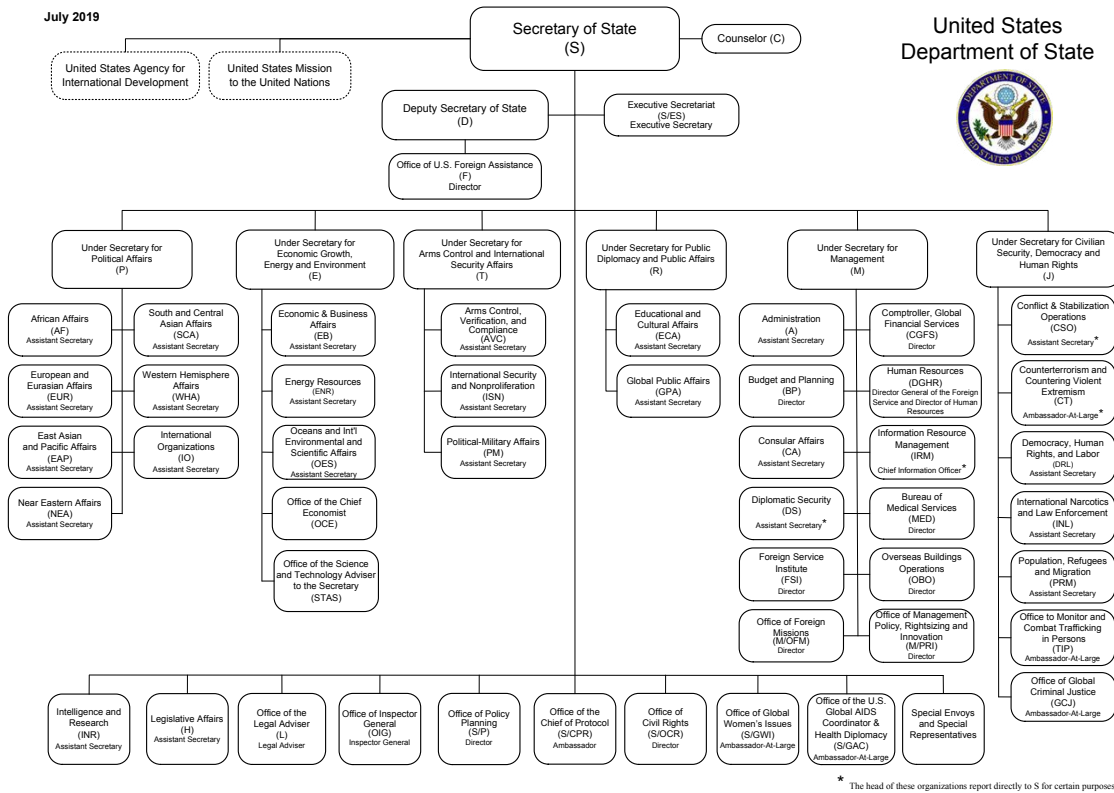 July 2019
United States
Department of State
DEPARTMENT OF STATE
UNITED STATES OF AMERICA
Secretary of State
(S)
Counselor (C)
United States Agency for
International Development
United States Mission
to the United Nations
Deputy Secretary of State
(D)
Executive Secretariat
(S/ES)
Executive Secretary
Office of U.S. Foreign Assistance
(F)
Director
Under Secretary for
Political Affairs
(P)
Under Secretary for
Economic Growth,
Energy and Environment
(E)
Under Secretary for
Arms Control and International
Security Affairs
(T)
Under Secretary for Public
Diplomacy and Public Affairs
(R)
Under Secretary for
Management
(M)
Under Secretary for Civilian
Security, Democracy and
Human Rights
(J)
African Affairs
(AF)
Assistant Secretary
South and Central
Asian Affairs
(SCA)
Assistant Secretary
European and
Eurasian Affairs
(EUR)
Assistant Secretary
Western Hemisphere
Affairs
(WHA)
Assistant Secretary
East Asian
and Pacific Affairs
(EAP)
Assistant Secretary
International
Organizations
(IO)
Assistant Secretary
Near Eastern Affairs
(NEA)
Assistant Secretary
Economic & Business
Affairs
(EB)
Assistant Secretary
Energy Resources
(ENR)
Assistant Secretary
Oceans and Int'l
Environmental and
Scientific Affairs
(OES)
Assistant Secretary
Office of the Chief
Economist
(OCE)
Office of the Science
and Technology Adviser
to the Secretary
(STAS)
Arms Control,
Verification, and
Compliance
(AVC)
Assistant Secretary
International Security
and Nonproliferation
(ISN)
Assistant Secretary
Political-Military Affairs
(PM)
Assistant Secretary
Educational and
Cultural Affairs
(ECA)
Assistant Secretary
Global Public Affairs
(GPA)
Assistant Secretary
Administration
(A)
Assistant Secretary
Comptroller, Global
Financial Services
(CGFS)
Director
Budget and Planning
(BP)
Director
Human Resources
(DGHR)
Director General of the Foreign
Service and Director of Human
Resources
Consular Affairs
(CA)
Assistant Secretary
Information Resource
Management
(IRM)
Chief Information Officer*
Diplomatic Security
(DS)
Assistant Secretary*
Bureau of
Medical Services
(MED)
Director
Foreign Service
Institute
(FSI)
Director
Overseas Buildings
Operations
(OBO)
Director
Office of Foreign
Missions
(M/OFM)
Director
Office of Management
Policy, Rightsizing and
Innovation
(M/PRI)
Director
Conflict & Stabilization
Operations
(CSO)
Assistant Secretary*
Counterterrorism and
Countering Violent
Extremism
(CT)
Ambassador-At-Large*
Democracy, Human
Rights, and Labor
(DRL)
Assistant Secretary
International Narcotics
and Law Enforcement
(INL)
Assistant Secretary
Population, Refugees
and Migration
(PRM)
Assistant Secretary
Office to Monitor and
Combat Trafficking
in Persons
(TIP)
Ambassador-At-Large
Office of Global
Criminal Justice
(GCJ)
Ambassador-At-Large
Intelligence and
Research
(INR)
Assistant Secretary
Legislative Affairs
(H)
Assistant Secretary
Office of the
Legal Adviser
(L)
Legal Adviser
Office of Inspector
General
(OIG)
Inspector General
Office of Policy
Planning
(S/P)
Director
Office of the
Chief of Protocol
(S/CPR)
Ambassador
Office of
Civil Rights
(S/OCR)
Director
Office of Global
Women's Issues
(S/GWI)
Ambassador-At-Large
Office of the U.S.
Global AIDS
Coordinator &
Health Diplomacy
(S/GAC)
Ambassador-At-Large
Special Envoys
and Special
Representatives
* The head of these organizations report directly to S for certain purposes